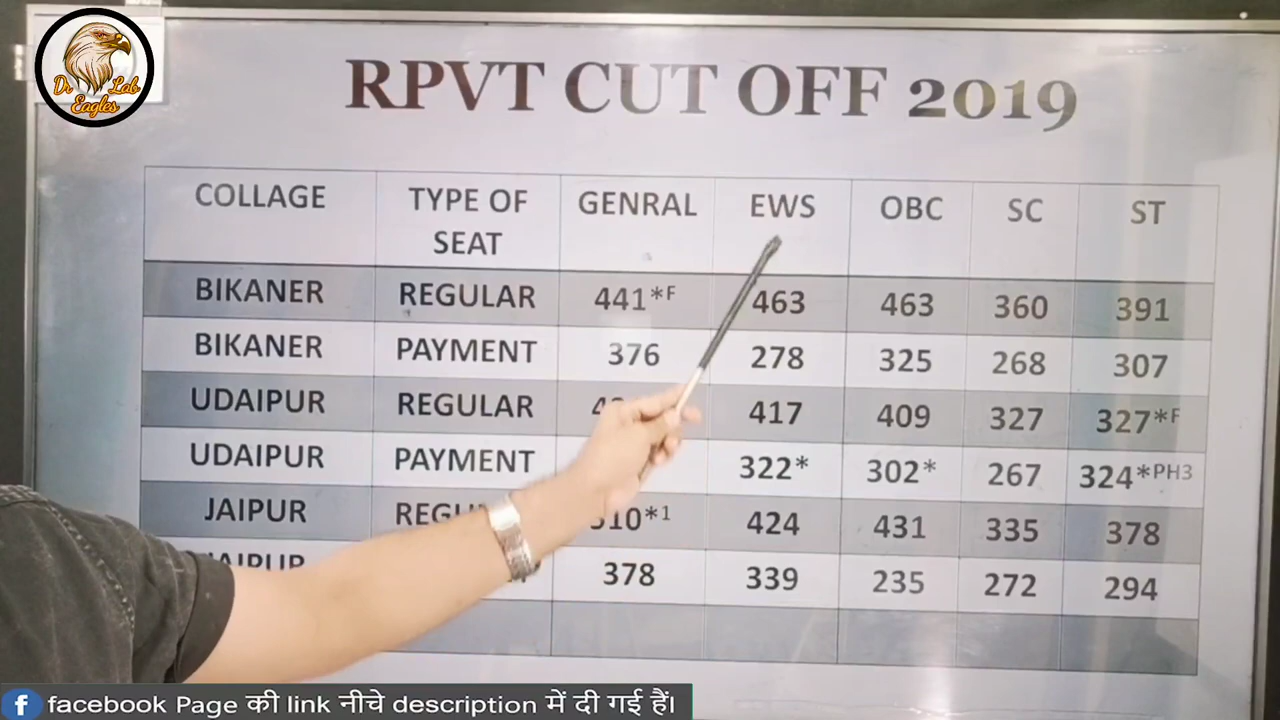 Dr Lab
Eagles
RPVT CUT OFF 2019
COLLAGE TYPE OF SEAT GENRAL EWS OBC SC ST
BIKANER REGULAR 441*F 463 463 360 391
BIKANER PAYMENT 376 278 325 268 307
UDAIPUR REGULAR 417 409 327 327*F
UDAIPUR PAYMENT 322* 302* 267 324*PH3
JAIPUR 424 431 335 378
378 339 235 272 294
facebook Page की link नीचे description में दी गई हैं।